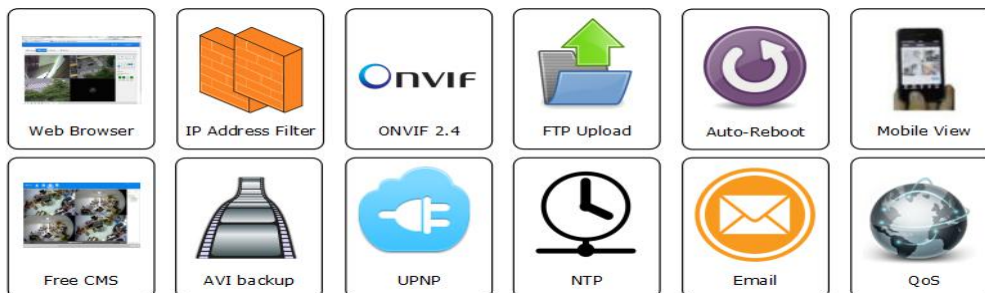 Web Browser
IP Address Filter
ONVIF
ONVIF 2.4
FTP Upload
Auto-Reboot
Mobile View
Free CMS
AVI backup
UPNP
NTP
Email
QoS